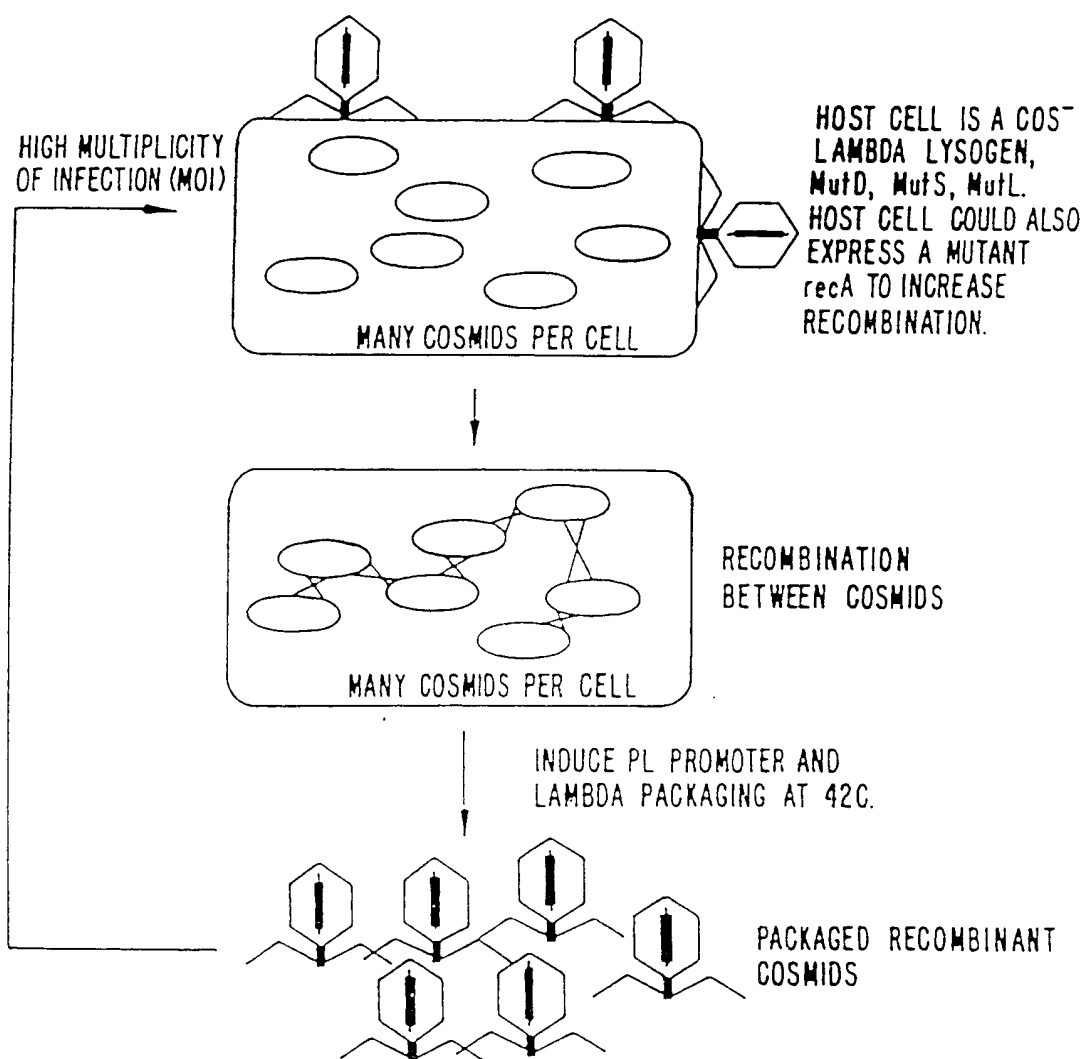 HIGH MULTIPLICITY
OF INFECTION (MOI)
HOST CELL IS A COS⁻
LAMBDA LYSOGEN,
MutD, MutS, MutL.
HOST CELL COULD ALSO
EXPRESS A MUTANT
recA TO INCREASE
RECOMBINATION.
MANY COSMIDS PER CELL
RECOMBINATION
BETWEEN COSMIDS
MANY COSMIDS PER CELL
INDUCE PL PROMOTER AND
LAMBDA PACKAGING AT 42C.
PACKAGED RECOMBINANT
COSMIDS